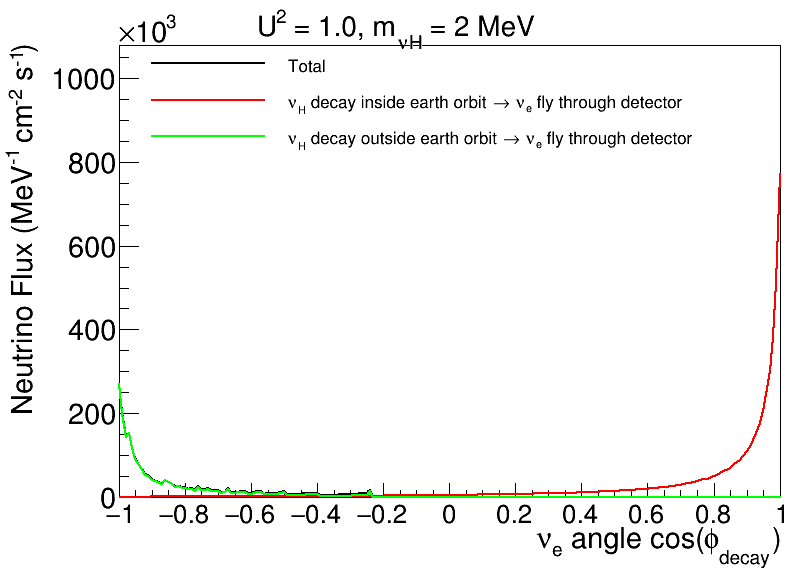 ×10³
U² = 1.0, m_νH = 2 MeV
Total
ν_H decay inside earth orbit → ν_e fly through detector
ν_H decay outside earth orbit → ν_e fly through detector
Neutrino Flux (MeV⁻¹ cm⁻² s⁻¹)
1000
800
600
400
200
0
−1 −0.8 −0.6 −0.4 −0.2 0 0.2 0.4 0.6 0.8 1
ν_e angle cos(ϕ_decay)